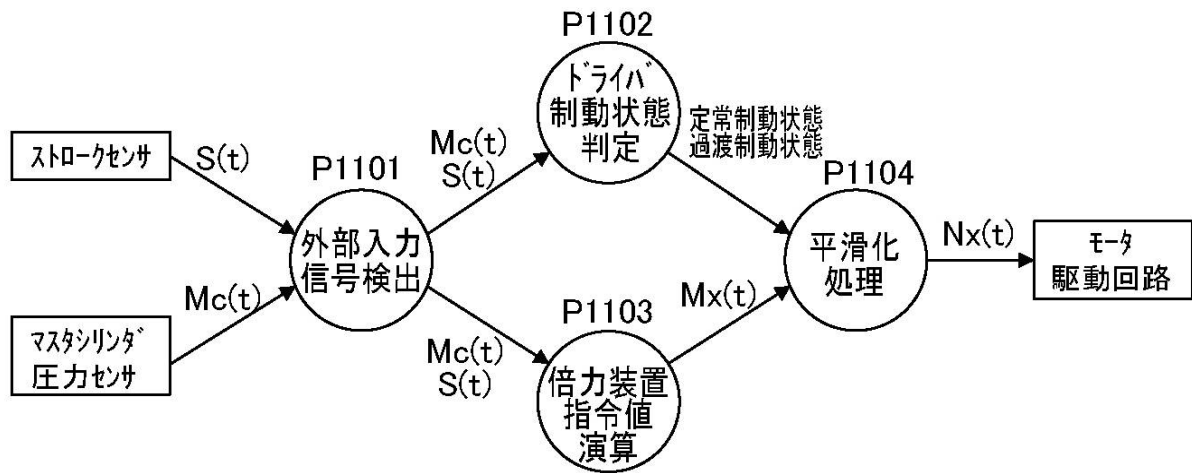 P1102
ドライバ
制動状態
判定
定常制動状態
過渡制動状態
ストロークセンサ
S(t)
P1101
Mc(t)
S(t)
P1104
外部入力
信号検出
平滑化
処理
Nx(t)
モータ
駆動回路
Mc(t)
Mx(t)
マスタシリンダ
圧力センサ
P1103
Mc(t)
S(t)
倍力装置
指令値
演算